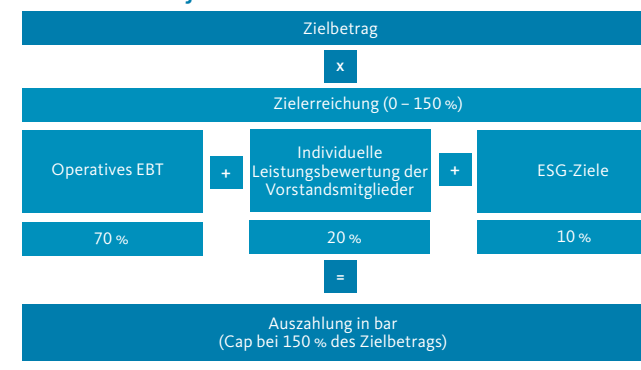 Zielbetrag
x
Zielerreichung (0 – 150 %)
Operatives EBT
+
Individuelle
Leistungsbewertung der
Vorstandsmitglieder
+
ESG-Ziele
70 %
20 %
10 %
=
Auszahlung in bar
(Cap bei 150 % des Zielbetrags)